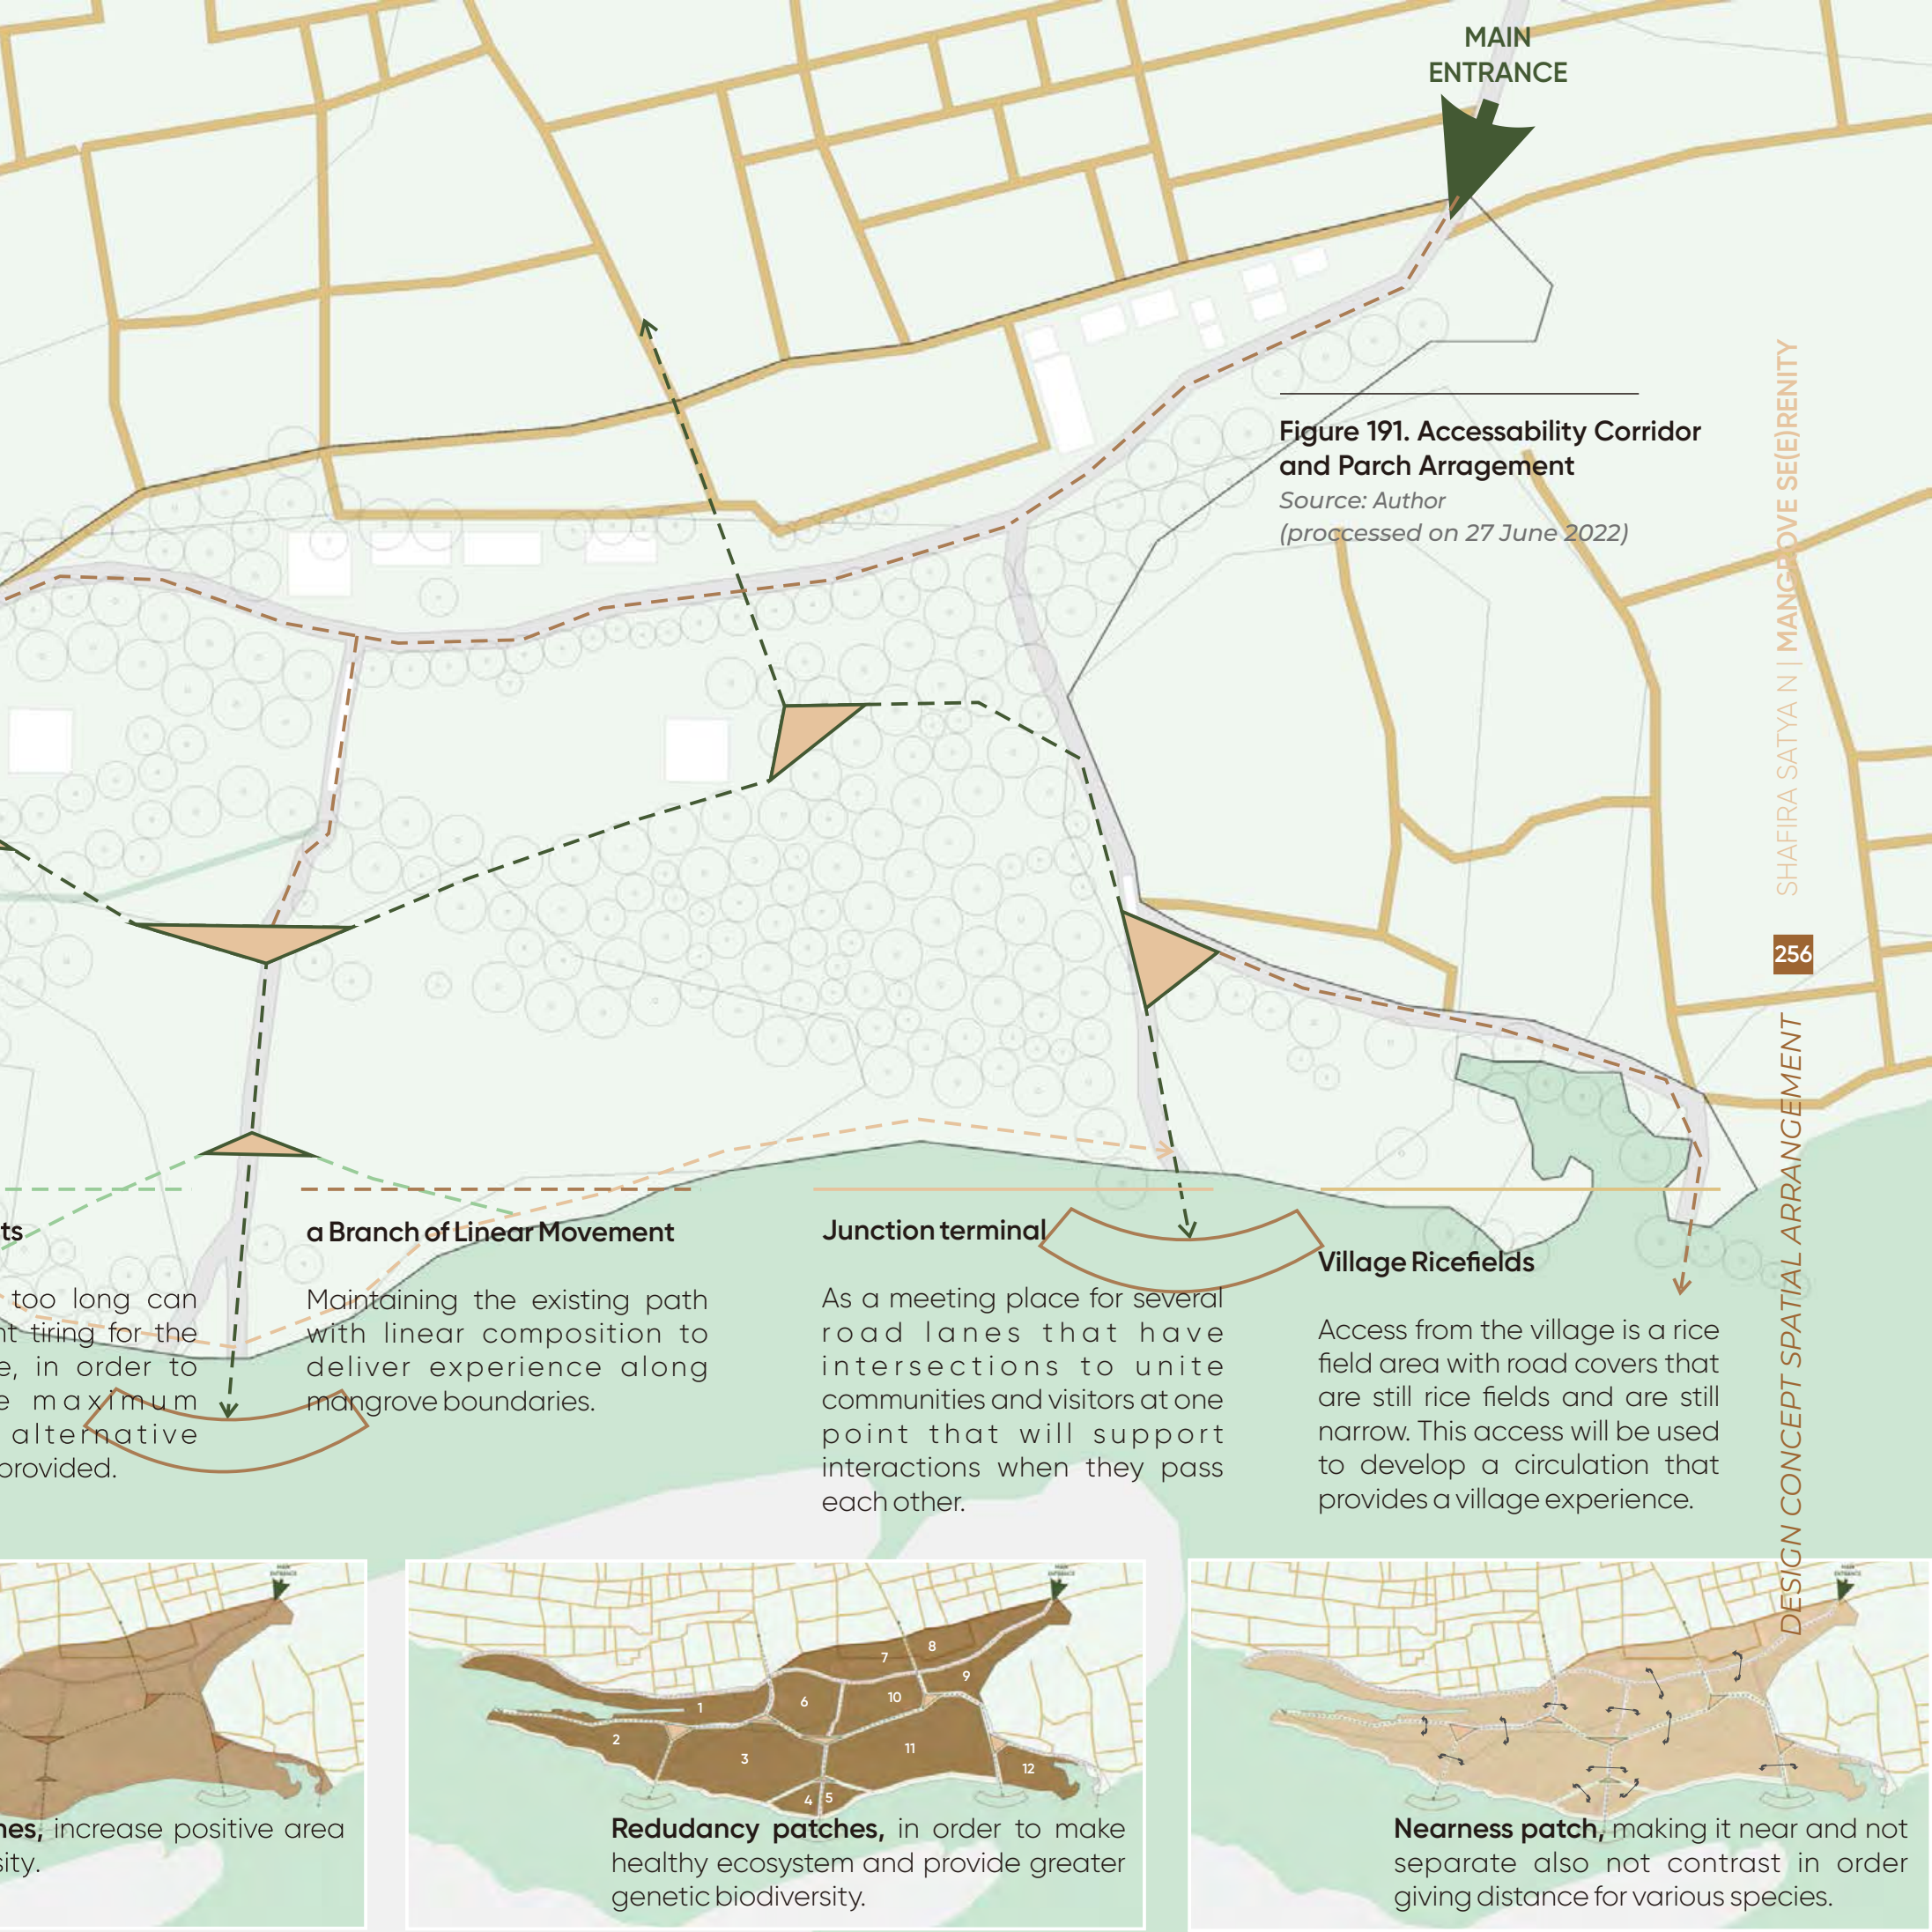 MAIN
ENTRANCE
Figure 191. Accessability Corridor
and Parch Arragement
Source: Author
(proccessed on 27 June 2022)
SHAFIRA SATYA N | MANGROVE SE(E)RENITY
256
DESIGN CONCEPT SPATIAL ARRANGEMENT
ts
too long can
nt tiring for the
e, in order to
e maximum
alternative
provided.
a Branch of Linear Movement
Maintaining the existing path
with linear composition to
deliver experience along
mangrove boundaries.
Junction terminal
As a meeting place for several
road lanes that have
intersections to unite
communities and visitors at one
point that will support
interactions when they pass
each other.
Village Ricefields
Access from the village is a rice
field area with road covers that
are still rice fields and are still
narrow. This access will be used
to develop a circulation that
provides a village experience.
MAIN
ENTRANCE
nes, increase positive area
sity.
MAIN
ENTRANCE
1
2
3
4
5
6
7
8
9
10
11
12
Redudancy patches, in order to make
healthy ecosystem and provide greater
genetic biodiversity.
MAIN
ENTRANCE
Nearness patch, making it near and not
separate also not contrast in order
giving distance for various species.